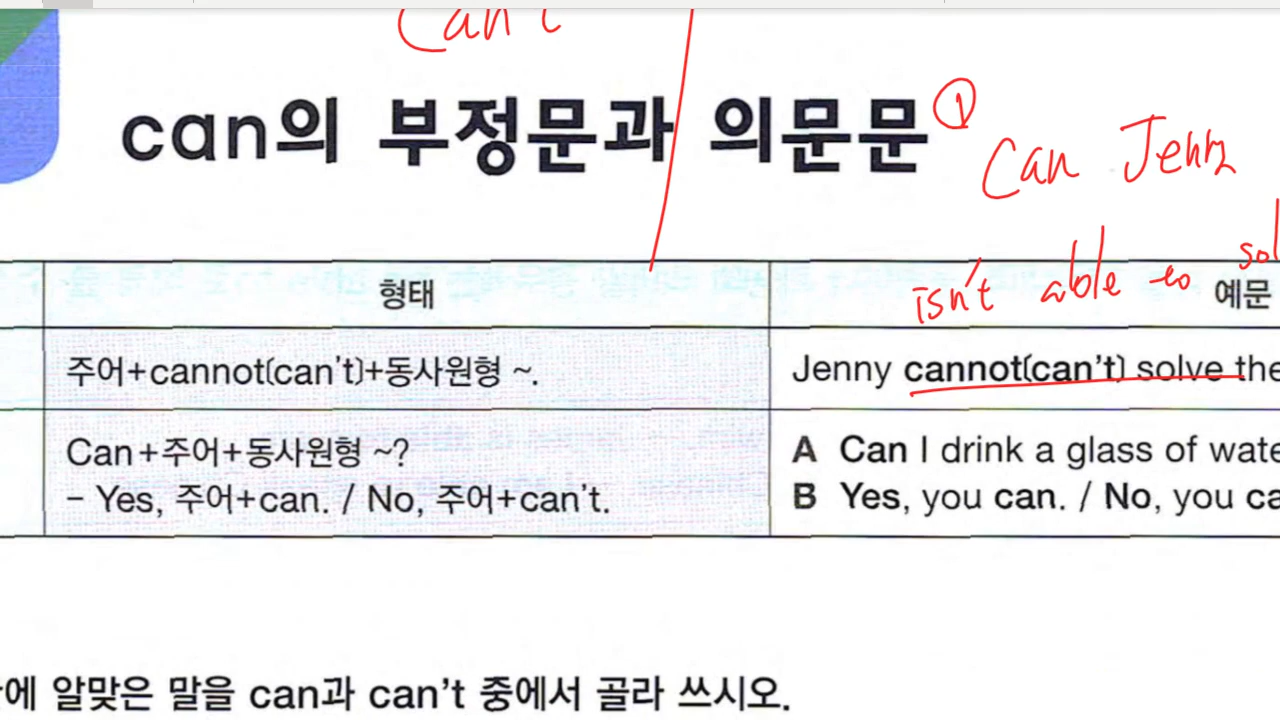 Can't
can의 부정문과 의문문 ①
Can Jenny
isn't able to sol
형태
예문
주어+cannot(can't)+동사원형 ~.
Jenny cannot(can't) solve the
Can+주어+동사원형 ~?
– Yes, 주어+can. / No, 주어+can't.
A Can I drink a glass of wate
B Yes, you can. / No, you ca
에 알맞은 말을 can과 can't 중에서 골라 쓰시오.